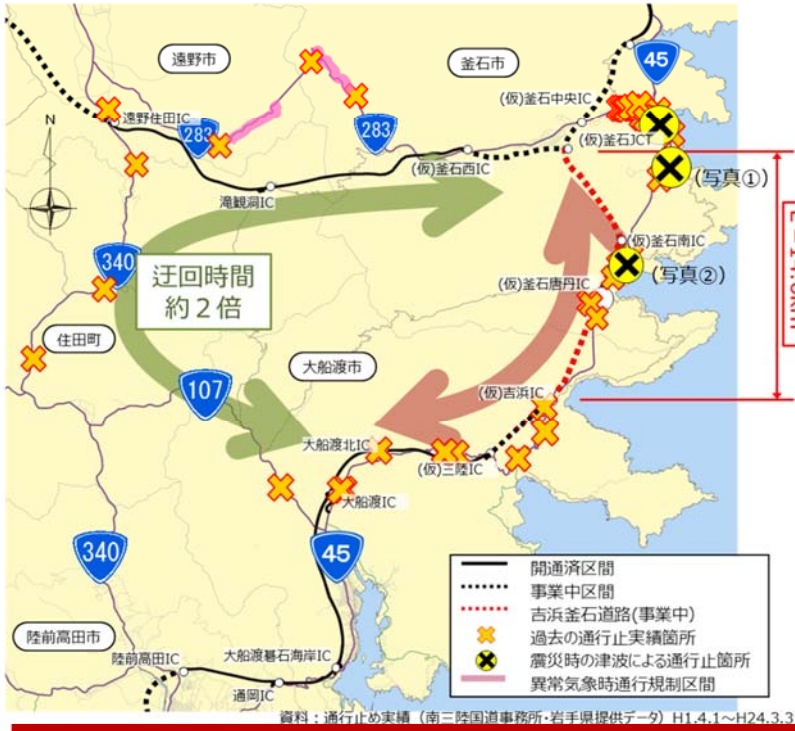 遠野市
釜石市
45
(仮)釜石中央IC
遠野住田IC
283
283
(仮)釜石JCT
N
(仮)釜石西IC
(写真①)
滝観洞IC
(仮)釜石南IC
340
迂回時間
約2倍
(仮)釜石唐丹IC
(写真②)
住田町
大船渡市
107
(仮)吉浜IC
大船渡北IC
(仮)三陸IC
大船渡IC
340
45
開通済区間
事業中区間
吉浜釜石道路(事業中)
過去の通行止実績箇所
震災時の津波による通行止箇所
異常気象時通行規制区間
陸前高田市
陸前高田IC
大船渡碁石海岸IC
通岡IC
資料:通行止め実績(南三陸国道事務所・岩手県提供データ)H1.4.1~H24.3.3